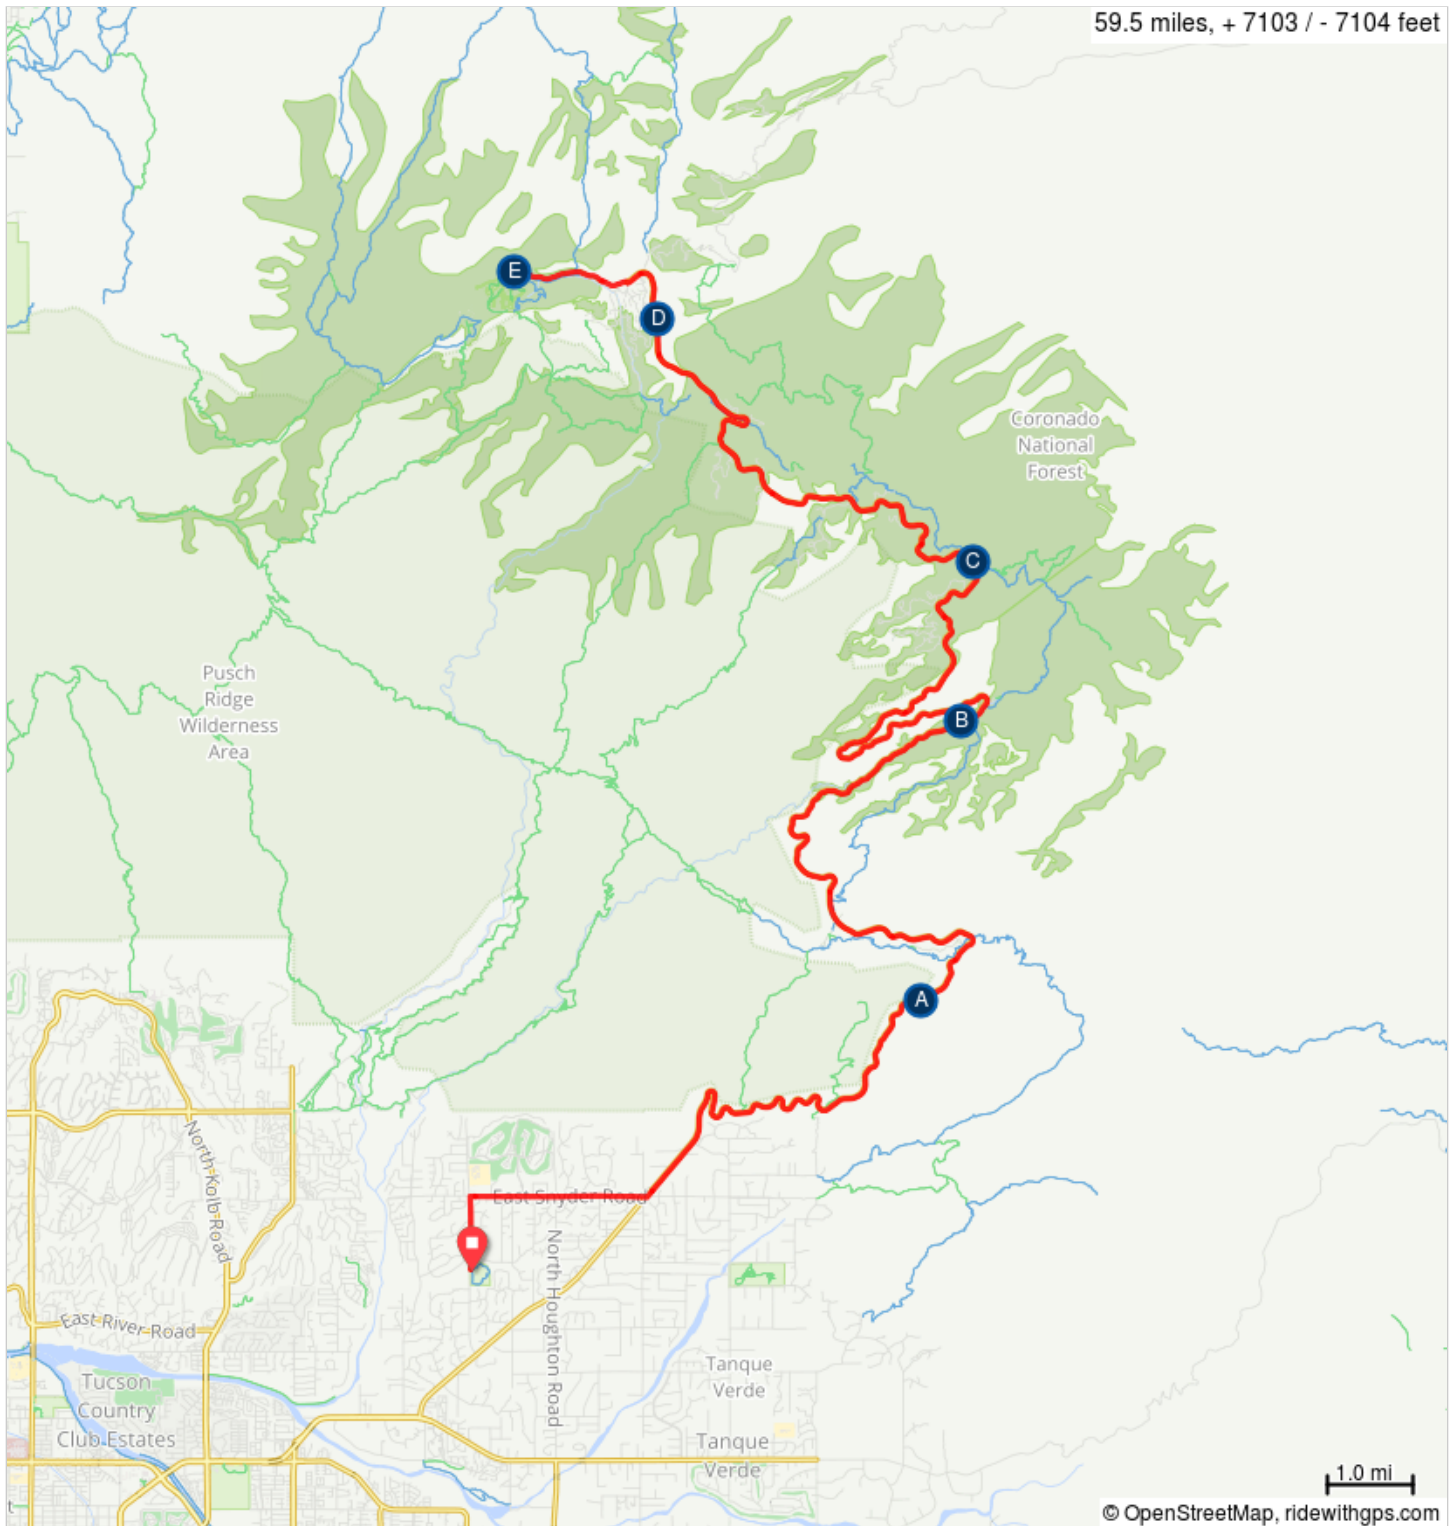 59.5 miles, + 7103 / - 7104 feet
E
D
Coronado
National
Forest
C
Pusch
Ridge
Wilderness
Area
B
A
North Kolb Road
East Snyder Road
North Houghton Road
East River Road
Tanque
Verde
Tucson
Country
Club Estates
Tanque
Verde
1.0 mi
t
© OpenStreetMap, ridewithgps.com